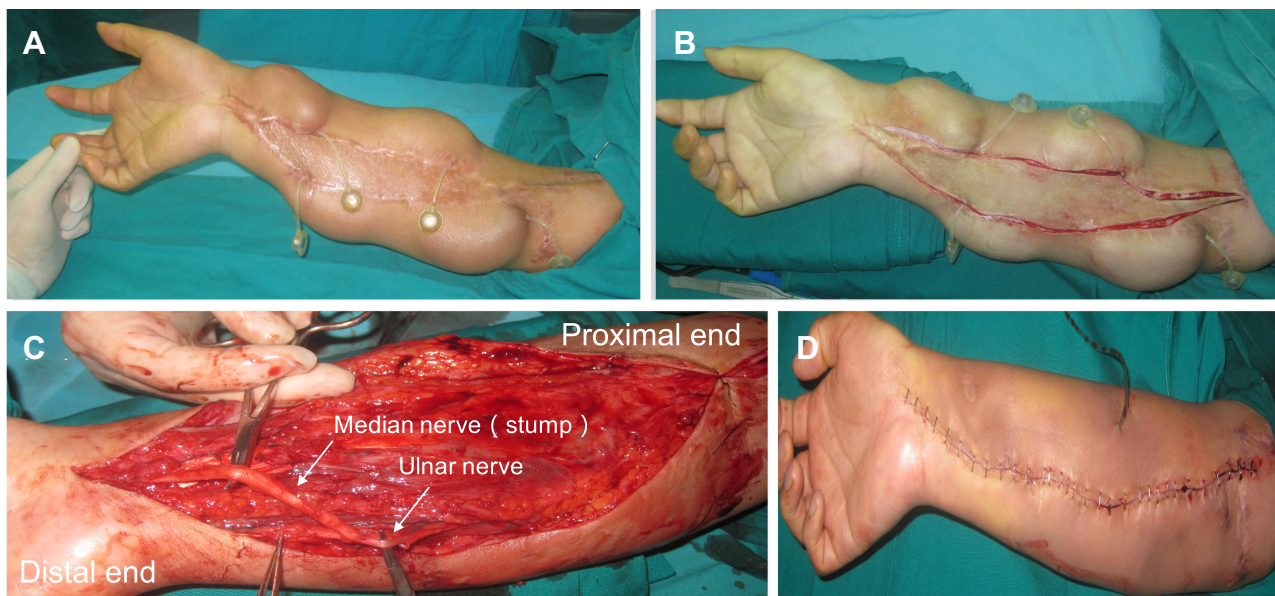 A
B
C
Proximal end
Median nerve ( stump )
Ulnar nerve
Distal end
D